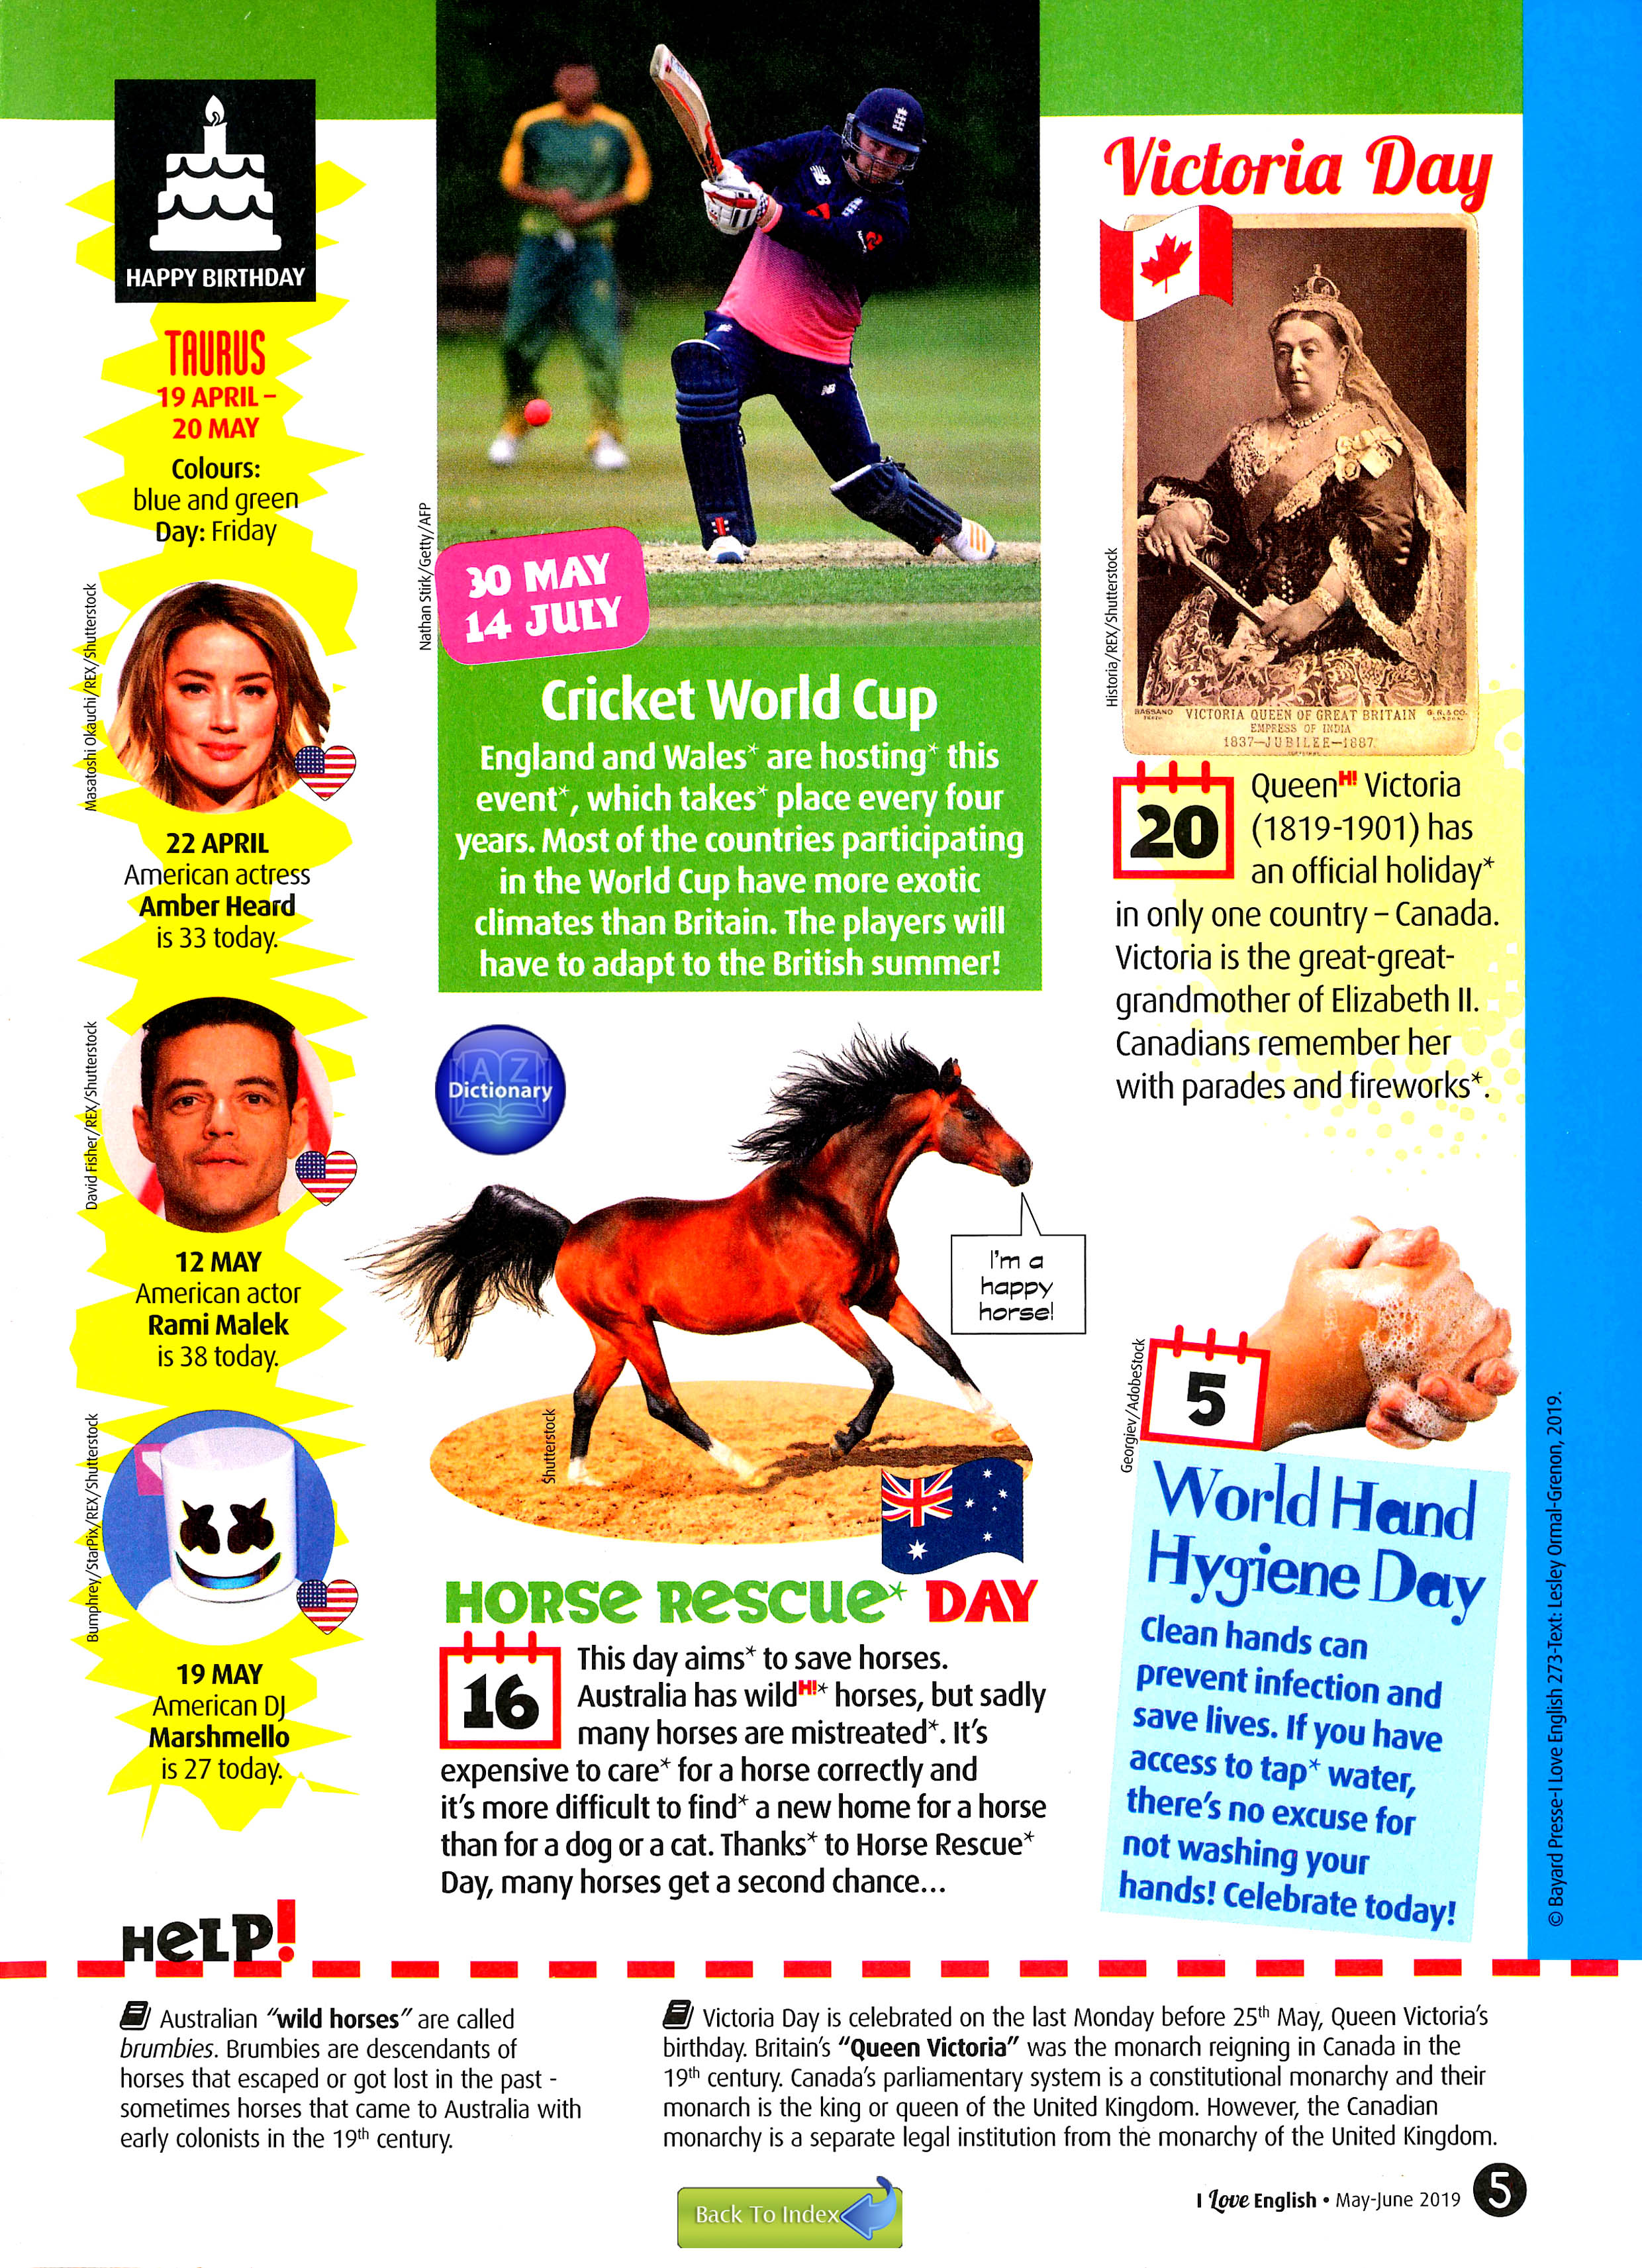 HAPPY BIRTHDAY
TAURUS
19 APRIL –
20 MAY
Colours:
blue and green
Day: Friday
Masatoshi Okauchi/REX/Shutterstock
22 APRIL
American actress
Amber Heard
is 33 today.
David Fisher/REX/Shutterstock
12 MAY
American actor
Rami Malek
is 38 today.
Bumphrey/StarPix/REX/Shutterstock
19 MAY
American DJ
Marshmello
is 27 today.
Nathan Stirk/Getty/AFP
30 MAY
14 JULY
Cricket World Cup
England and Wales* are hosting* this
event*, which takes* place every four
years. Most of the countries participating
in the World Cup have more exotic
climates than Britain. The players will
have to adapt to the British summer!
A Z
Dictionary
I'm a
happy
horse!
Shutterstock
HORSE RESCUE* DAY
16
This day aims* to save horses.
Australia has wildH!* horses, but sadly
many horses are mistreated*. It's
expensive to care* for a horse correctly and
it's more difficult to find* a new home for a horse
than for a dog or a cat. Thanks* to Horse Rescue*
Day, many horses get a second chance...
Victoria Day
Historia/REX/Shutterstock
BASSANO
VICTORIA QUEEN OF GREAT BRITAIN
EMPRESS OF INDIA
1837–JUBILEE–1887.
20
QueenH! Victoria
(1819-1901) has
an official holiday*
in only one country – Canada.
Victoria is the great-great-
grandmother of Elizabeth II.
Canadians remember her
with parades and fireworks*.
Georgiev/AdobeStock
5
World Hand
Hygiene Day
Clean hands can
prevent infection and
save lives. If you have
access to tap* water,
there's no excuse for
not washing your
hands! Celebrate today!
© Bayard Presse-I Love English 273-Text: Lesley Ormal-Grenon, 2019.
HELP!
Australian "wild horses" are called
brumbies. Brumbies are descendants of
horses that escaped or got lost in the past -
sometimes horses that came to Australia with
early colonists in the 19th century.
Victoria Day is celebrated on the last Monday before 25th May, Queen Victoria's
birthday. Britain's "Queen Victoria" was the monarch reigning in Canada in the
19th century. Canada's parliamentary system is a constitutional monarchy and their
monarch is the king or queen of the United Kingdom. However, the Canadian
monarchy is a separate legal institution from the monarchy of the United Kingdom.
Back To Index
I Love English • May-June 2019 5